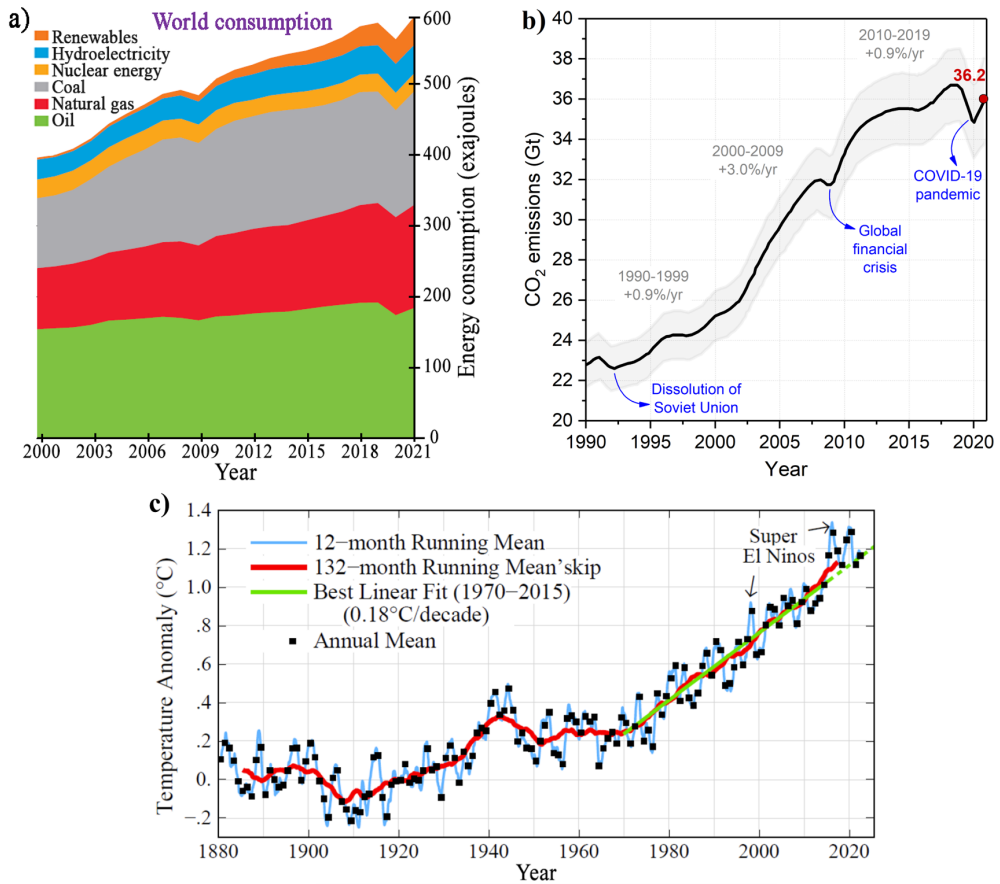 a)
World consumption
Renewables
Hydroelectricity
Nuclear energy
Coal
Natural gas
Oil
600
500
400
300
200
100
0
Energy consumption (exajoules)
2000 2003 2006 2009 2012 2015 2018 2021
Year
b)
40
38
36
34
32
30
28
26
24
22
20
CO2 emissions (Gt)
2010-2019
+0.9%/yr
36.2
2000-2009
+3.0%/yr
COVID-19
pandemic
Global
financial
crisis
1990-1999
+0.9%/yr
Dissolution of
Soviet Union
1990 1995 2000 2005 2010 2015 2020
Year
c)
1.4
1.2
1.0
.8
.6
.4
.2
0.
-.2
Temperature Anomaly (°C)
12−month Running Mean
132−month Running Mean'skip
Best Linear Fit (1970−2015)
(0.18°C/decade)
Annual Mean
Super
El Ninos
1880 1900 1920 1940 1960 1980 2000 2020
Year